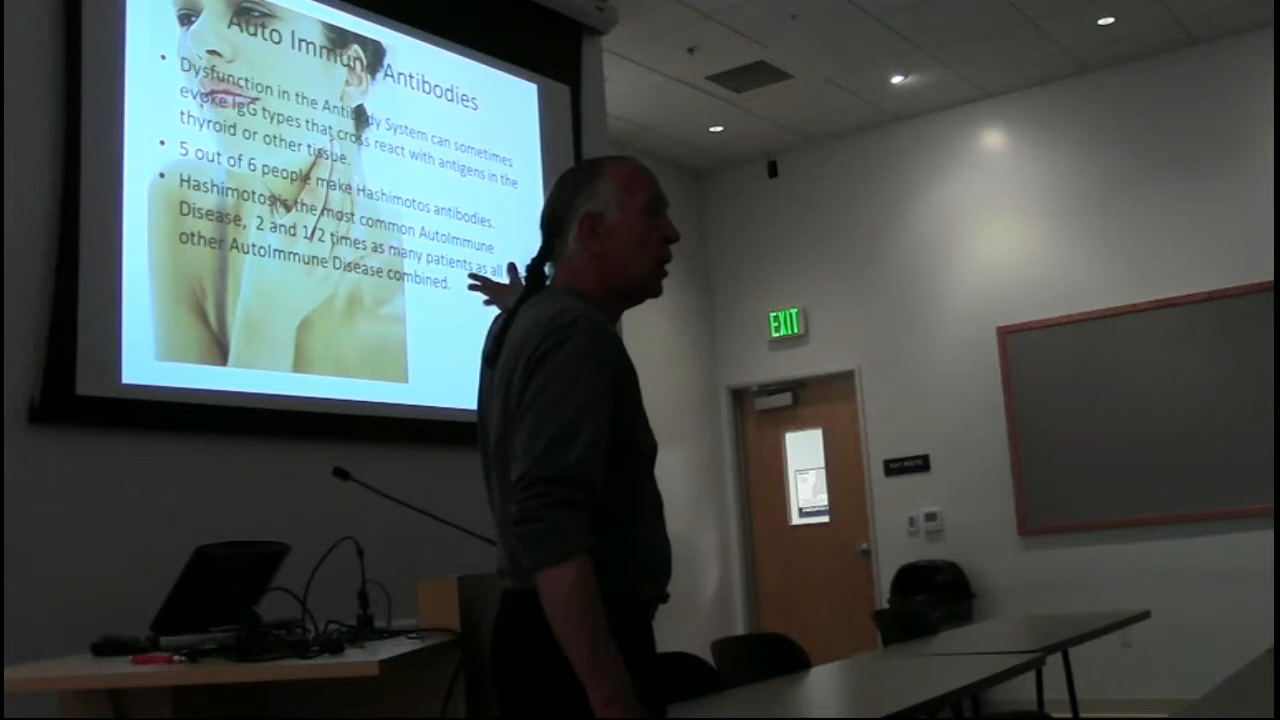 Auto Immune Antibodies
• Dysfunction in the Antibody System can sometimes
evoke IgG types that cross react with antigens in the
thyroid or other tissue.
• 5 out of 6 people make Hashimotos antibodies.
• Hashimotos is the most common AutoImmune
Disease, 2 and 1/2 times as many patients as all
other AutoImmune Disease combined.
EXIT
EXIT ROUTE